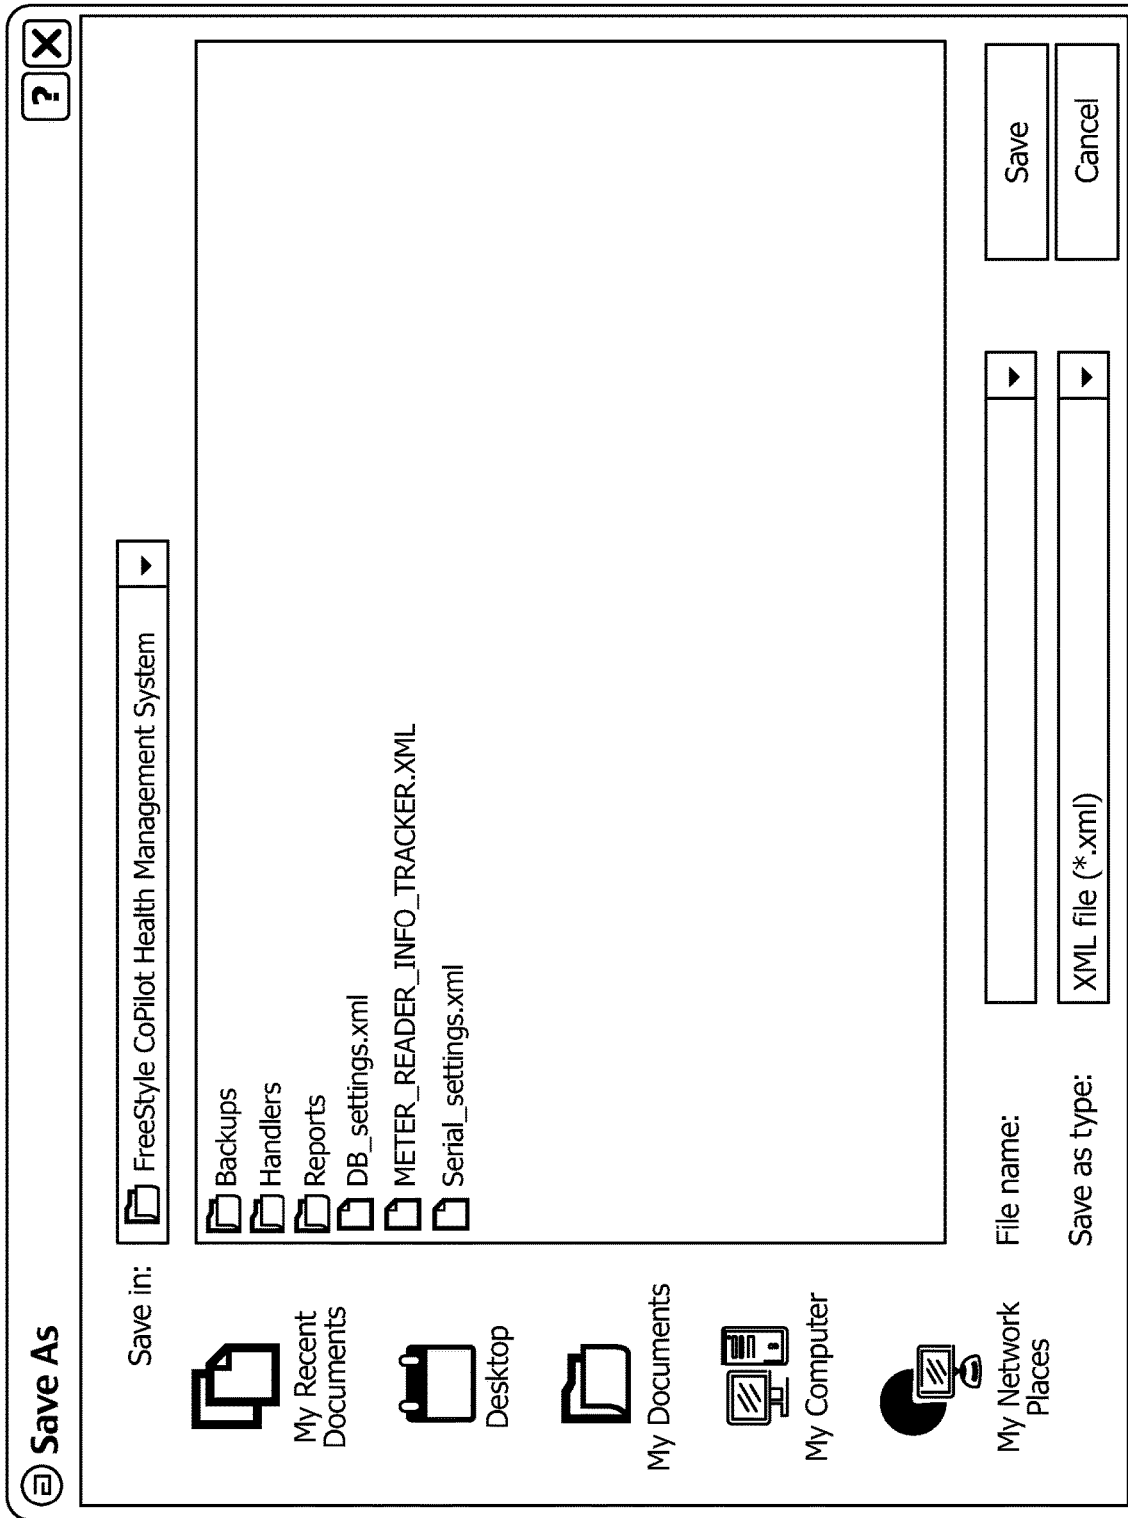 Save As
?
X
Save in:
FreeStyle CoPilot Health Management System
My Recent
Documents
Desktop
My Documents
My Computer
My Network
Places
Backups
Handlers
Reports
DB_settings.xml
METER_READER_INFO_TRACKER.XML
Serial_settings.xml
File name:
Save
Save as type:
XML file (*.xml)
Cancel